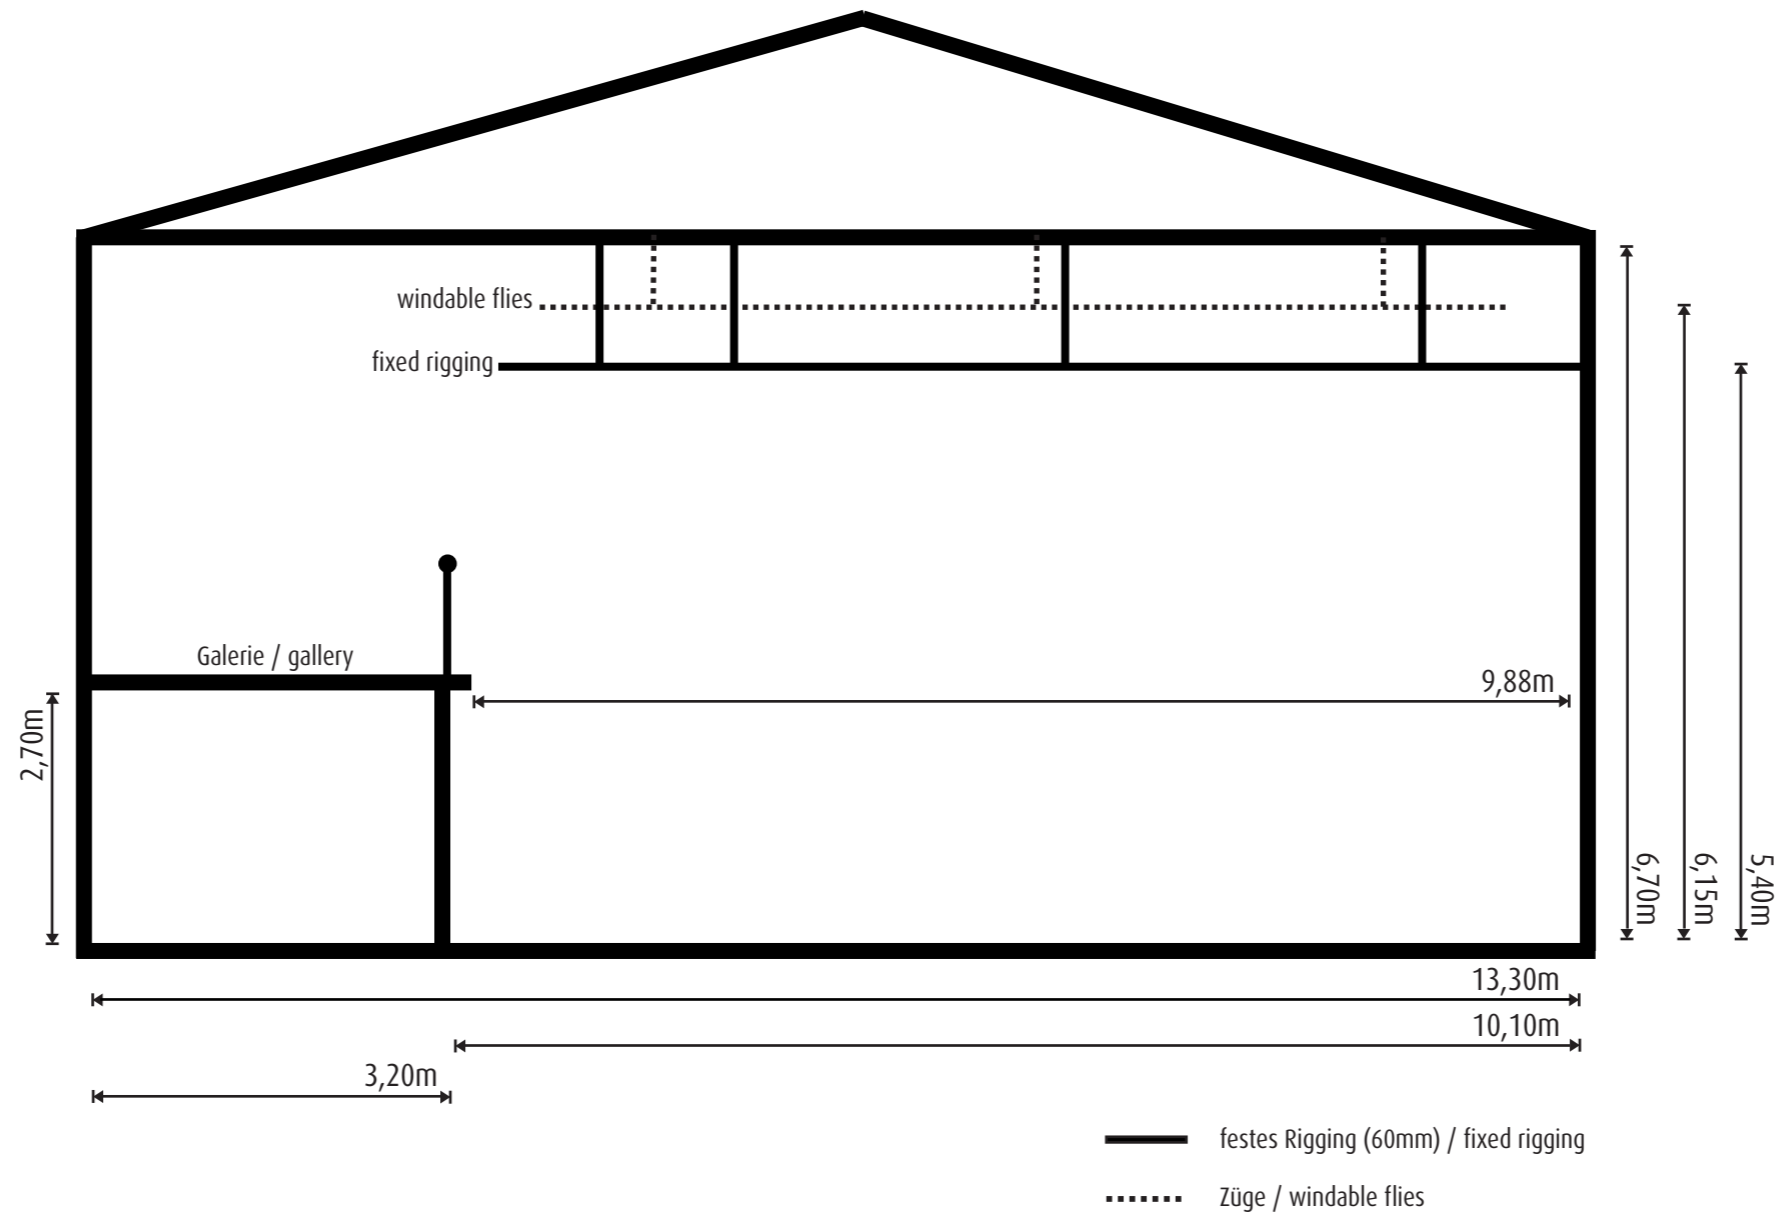 windable flies
fixed rigging
Galerie / gallery
9,88m
2,70m
6,70m
6,15m
5,40m
13,30m
10,10m
3,20m
festes Rigging (60mm) / fixed rigging
Züge / windable flies